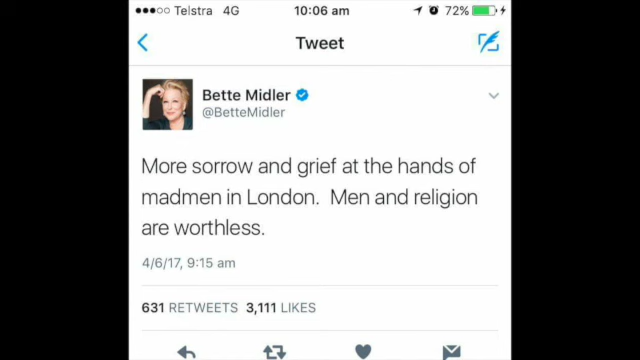 Telstra 4G 10:06 am 72%
Tweet
Bette Midler
@BetteMidler
More sorrow and grief at the hands of
madmen in London. Men and religion
are worthless.
4/6/17, 9:15 am
631 RETWEETS 3,111 LIKES